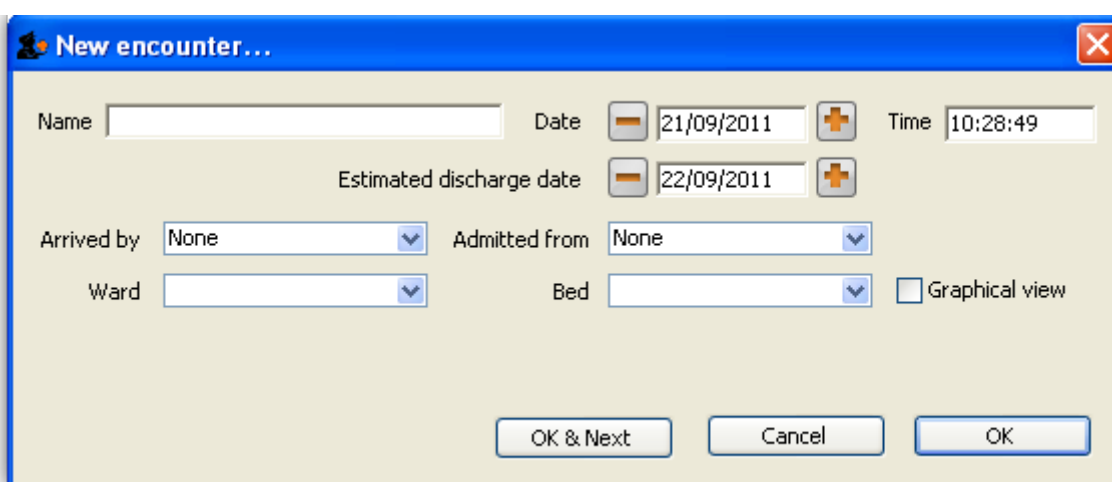 New encounter...
Name Date 21/09/2011 Time 10:28:49
Estimated discharge date 22/09/2011
Arrived by None Admitted from None
Ward Bed Graphical view
OK & Next Cancel OK